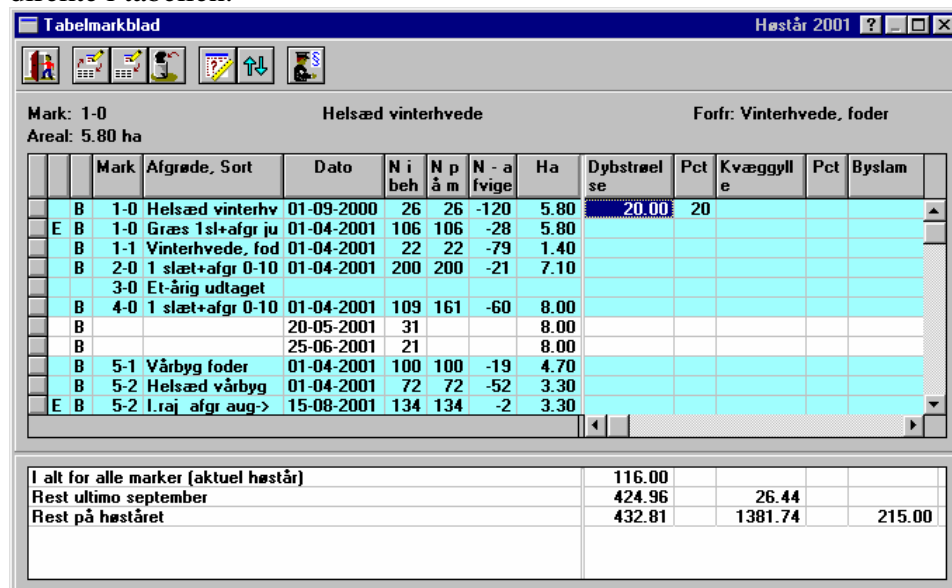 direkte i tabellen.
Tabelmarkblad Høstår 2001 ?
Mark: 1-0 Helsæd vinterhvede Forfr: Vinterhvede, foder
Areal: 5.80 ha
Mark Afgrøde, Sort Dato N i beh N p å m N - a fvige Ha Dybstrøel se Pct Kvæggyll e Pct Byslam
B 1-0 Helsæd vinterhv 01-09-2000 26 26 -120 5.80 20.00 20
E B 1-0 Græs 1sl+afgr ju 01-04-2001 106 106 -28 5.80
B 1-1 Vinterhvede, fod 01-04-2001 22 22 -79 1.40
B 2-0 1 slæt+afgr 0-10 01-04-2001 200 200 -21 7.10
3-0 Et-årig udtaget
B 4-0 1 slæt+afgr 0-10 01-04-2001 109 161 -60 8.00
B 20-05-2001 31 8.00
B 25-06-2001 21 8.00
B 5-1 Vårbyg foder 01-04-2001 100 100 -19 4.70
B 5-2 Helsæd vårbyg 01-04-2001 72 72 -52 3.30
E B 5-2 I.raj afgr aug-> 15-08-2001 134 134 -2 3.30
I alt for alle marker (aktuel høstår) 116.00
Rest ultimo september 424.96 26.44
Rest på høståret 432.81 1381.74 215.00